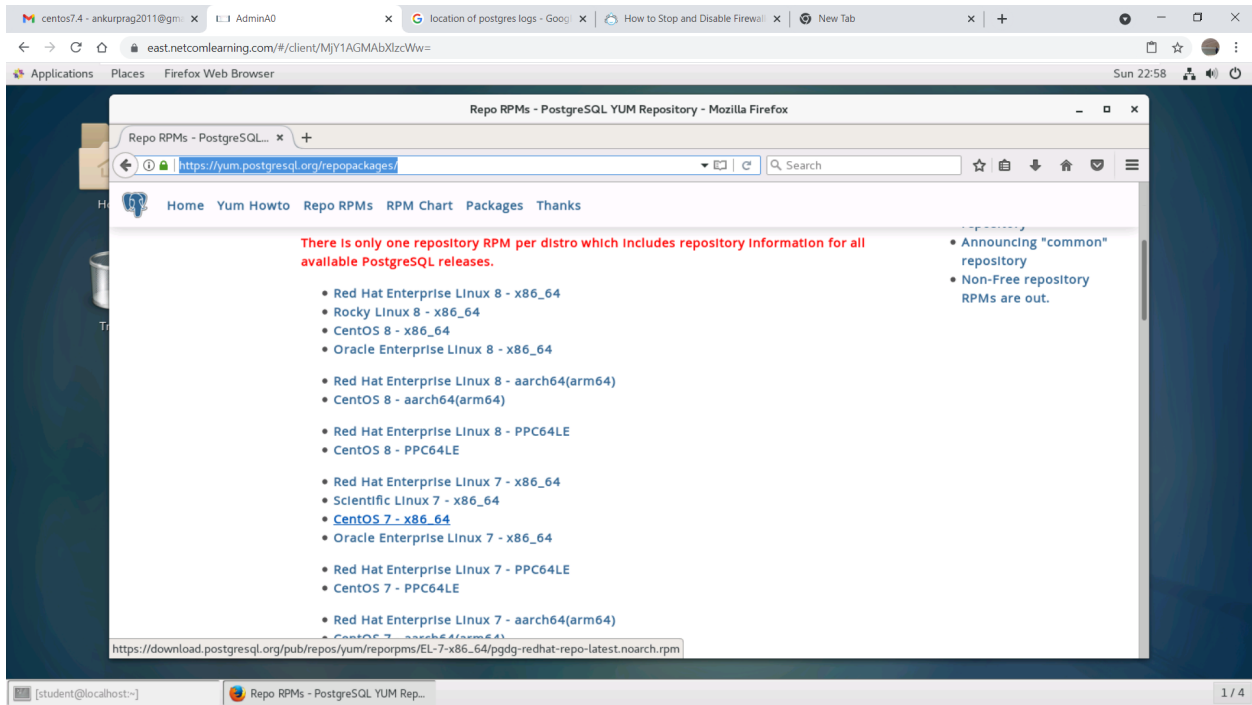 centos7.4 - ankurprag2011@gma
AdminA0
location of postgres logs - Googl
How to Stop and Disable Firewall
New Tab
east.netcomlearning.com/#/client/MjY1AGMAbXlzcWw=
Applications Places Firefox Web Browser
Sun 22:58
Repo RPMs - PostgreSQL YUM Repository - Mozilla Firefox
Repo RPMs - PostgreSQL...
https://yum.postgresql.org/repopackages/
Search
Home Yum Howto Repo RPMs RPM Chart Packages Thanks
There is only one repository RPM per distro which includes repository information for all
available PostgreSQL releases.
Red Hat Enterprise Linux 8 - x86_64
Rocky Linux 8 - x86_64
CentOS 8 - x86_64
Oracle Enterprise Linux 8 - x86_64
Red Hat Enterprise Linux 8 - aarch64(arm64)
CentOS 8 - aarch64(arm64)
Red Hat Enterprise Linux 8 - PPC64LE
CentOS 8 - PPC64LE
Red Hat Enterprise Linux 7 - x86_64
Scientific Linux 7 - x86_64
CentOS 7 - x86_64
Oracle Enterprise Linux 7 - x86_64
Red Hat Enterprise Linux 7 - PPC64LE
CentOS 7 - PPC64LE
Red Hat Enterprise Linux 7 - aarch64(arm64)
CentOS 7 - aarch64(arm64)
repository
Announcing "common"
repository
Non-Free repository
RPMs are out.
https://download.postgresql.org/pub/repos/yum/reporpms/EL-7-x86_64/pgdg-redhat-repo-latest.noarch.rpm
[student@localhost:~]
Repo RPMs - PostgreSQL YUM Rep...
1 / 4